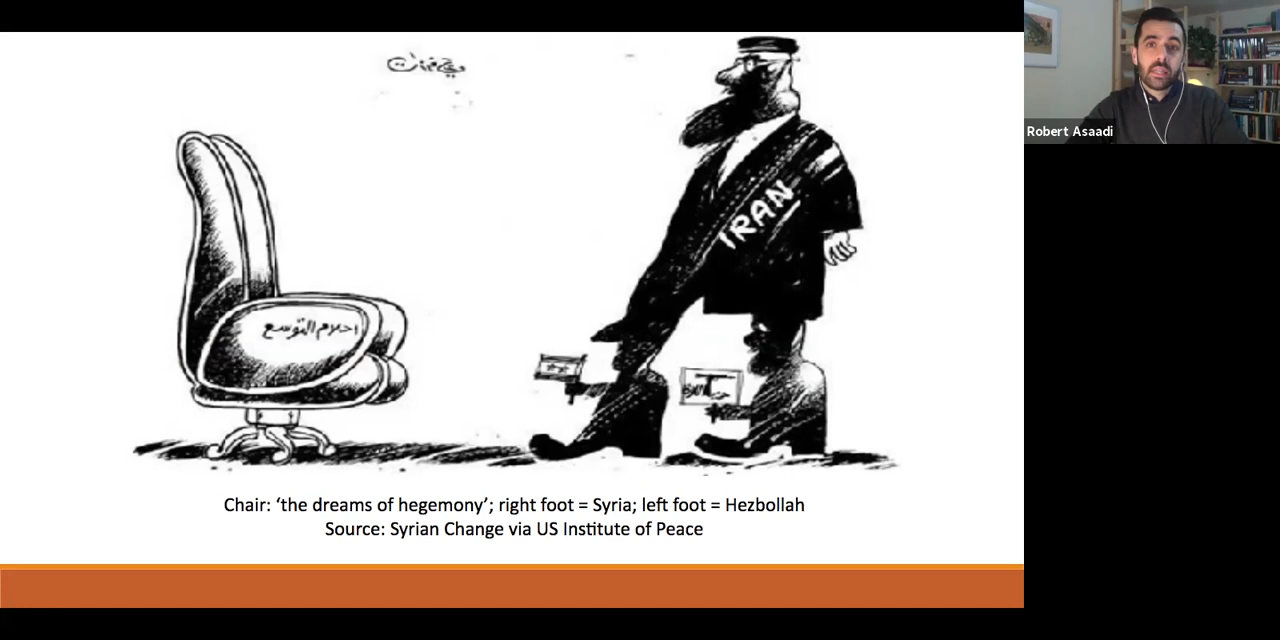 Robert Asaadi
IRAN
احلام التوسع
Chair: ‘the dreams of hegemony’; right foot = Syria; left foot = Hezbollah
Source: Syrian Change via US Institute of Peace